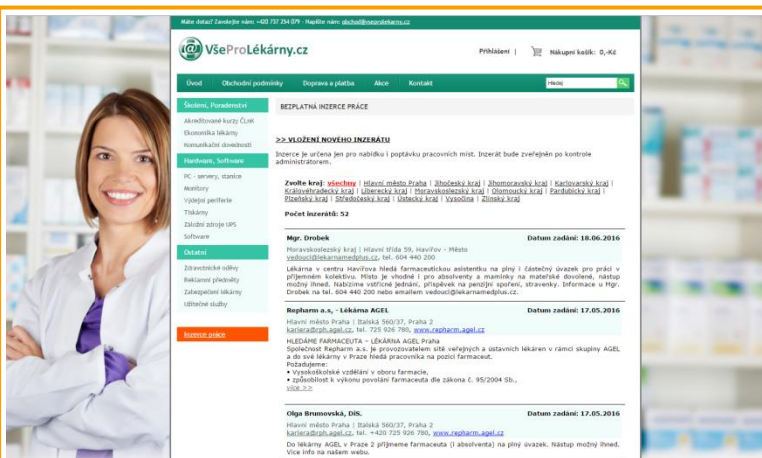 Máte dotaz? Zavolejte nám: +420 737 254 079 - Napište nám: obchod@vseprolekarny.cz
VšeProLékárny.cz
Přihlášení |
Nákupní košík: 0,-Kč
Úvod Obchodní podmínky Doprava a platba Akce Kontakt
Hledej
Školení, Poradenství
Akreditované kurzy ČLnK
Ekonomika lékárny
Komunikační dovednosti
Hardware, Software
PC - servery, stanice
Monitory
Výdejní periferie
Tiskárny
Záložní zdroje UPS
Software
Ostatní
Zdravotnické oděvy
Reklamní předměty
Zabezpečení lékárny
Užitečné služby
Inzerce práce
BEZPLATNÁ INZERCE PRÁCE
>> VLOŽENÍ NOVÉHO INZERÁTU
Inzerce je určena jen pro nabídku i poptávku pracovních míst. Inzerát bude zveřejněn po kontrole
administrátorem.
Zvolte kraj: všechny | Hlavní město Praha | Jihočeský kraj | Jihomoravský kraj | Karlovarský kraj |
Královéhradecký kraj | Liberecký kraj | Moravskoslezský kraj | Olomoucký kraj | Pardubický kraj |
Plzeňský kraj | Středočeský kraj | Ústecký kraj | Vysočina | Zlínský kraj
Počet inzerátů: 52
Mgr. Drobek Datum zadání: 18.06.2016
Moravskoslezský kraj | Hlavní třída 59, Havířov - Město
vedouci@lekarnamedplus.cz, tel. 604 440 200
Lékárna v centru Havířova hledá farmaceutickou asistentku na plný i částečný úvazek pro práci v
příjemném kolektivu. Místo je vhodné i pro absolventy a maminky na mateřské dovolené, nástup
možný ihned. Nabízíme vstřícné jednání, příspěvek na penzijní spoření, stravenky. Informace u Mgr.
Drobek na tel. 604 440 200 nebo emailem vedouci@lekarnamedplus.cz.
Repharm a.s, - Lékárna AGEL Datum zadání: 17.05.2016
Hlavní město Praha | Italská 560/37, Praha 2
kariera@rph.agel.cz, tel. 725 926 780, www.repharm.agel.cz
HLEDÁME FARMACEUTA – LÉKÁRNA AGEL Praha
Společnost Repharm a.s. je provozovatelem sítě veřejných a ústavních lékáren v rámci skupiny AGEL
a do své lékárny v Praze hledá pracovníka na pozici farmaceut.
Požadujeme:
• Vysokoškolské vzdělání v oboru farmacie,
• způsobilost k výkonu povolání farmaceuta dle zákona č. 95/2004 Sb.,
více >>
Olga Brumovská, DiS. Datum zadání: 17.05.2016
Hlavní město Praha | Italská 560/37, Praha 2
kariera@rph.agel.cz, tel. +420 725 926 780, www.repharm.agel.cz
Do lékárny AGEL v Praze 2 přijmeme farmaceuta (i absolventa) na plný úvazek. Nástup možný ihned.
Více info na našem webu.